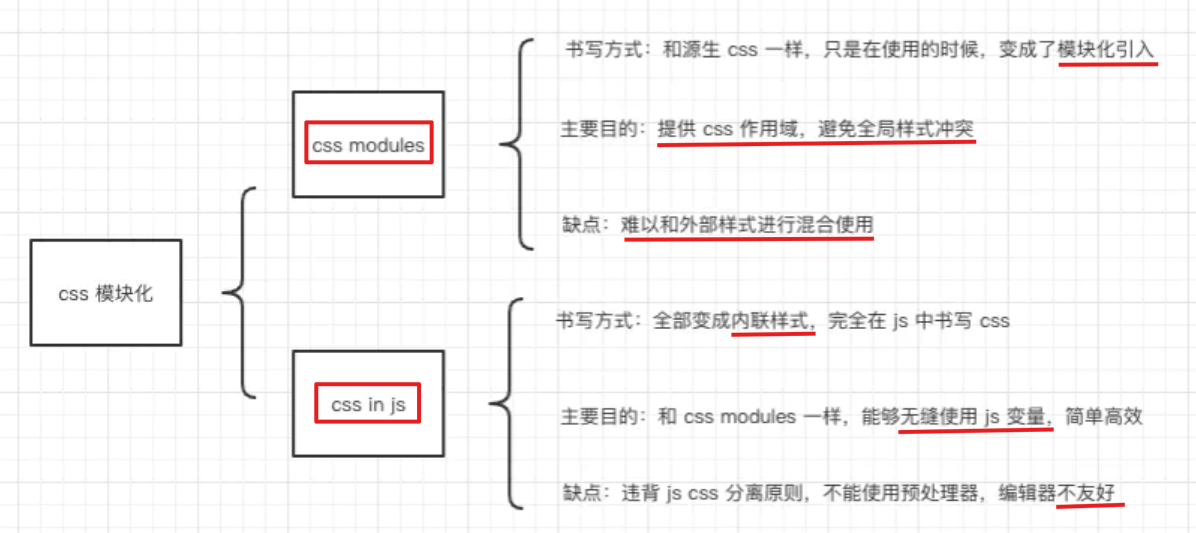 css 模块化
css modules
书写方式：和源生 css 一样，只是在使用的时候，变成了模块化引入
主要目的：提供 css 作用域，避免全局样式冲突
缺点：难以和外部样式进行混合使用
css in js
书写方式：全部变成内联样式，完全在 js 中书写 css
主要目的：和 css modules 一样，能够无缝使用 js 变量，简单高效
缺点：违背 js css 分离原则，不能使用预处理器，编辑器不友好